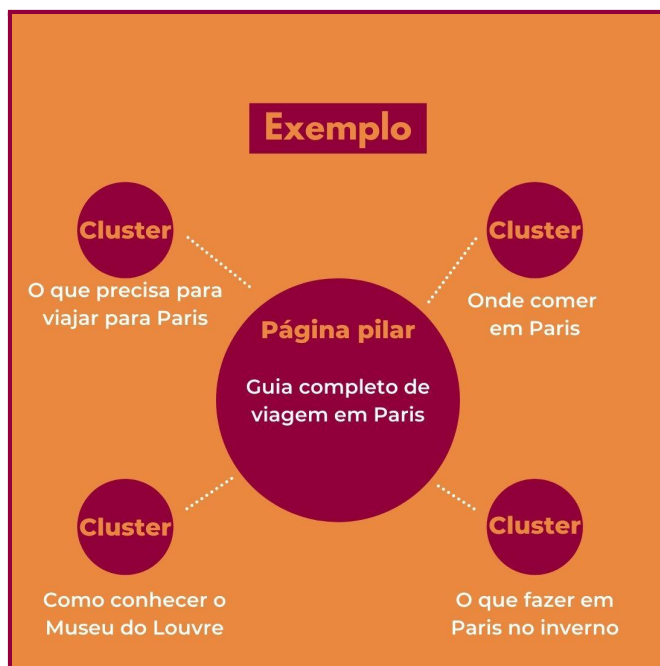 Exemplo
Cluster
O que precisa para
viajar para Paris
Cluster
Onde comer
em Paris
Página pilar
Guia completo de
viagem em Paris
Cluster
Como conhecer o
Museu do Louvre
Cluster
O que fazer em
Paris no inverno